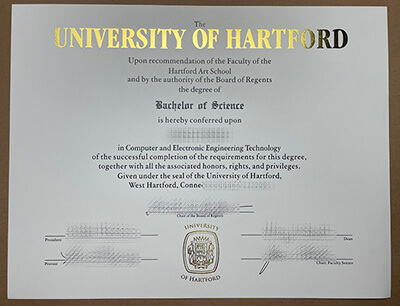 The
UNIVERSITY OF HARTFORD
Upon recommendation of the Faculty of the
Hartford Art School
and by the authority of the Board of Regents
the degree of
Bachelor of Science
is hereby conferred upon
in Computer and Electronic Engineering Technology
of the successful completion of the requirements for this degree,
together with all the associated honors, rights, and privileges.
Given under the seal of the University of Hartford,
West Hartford, Conne
Chair of the Board of Regents
President
Dean
Provost
Chair, Faculty Senate
UNIVERSITY
OF HARTFORD